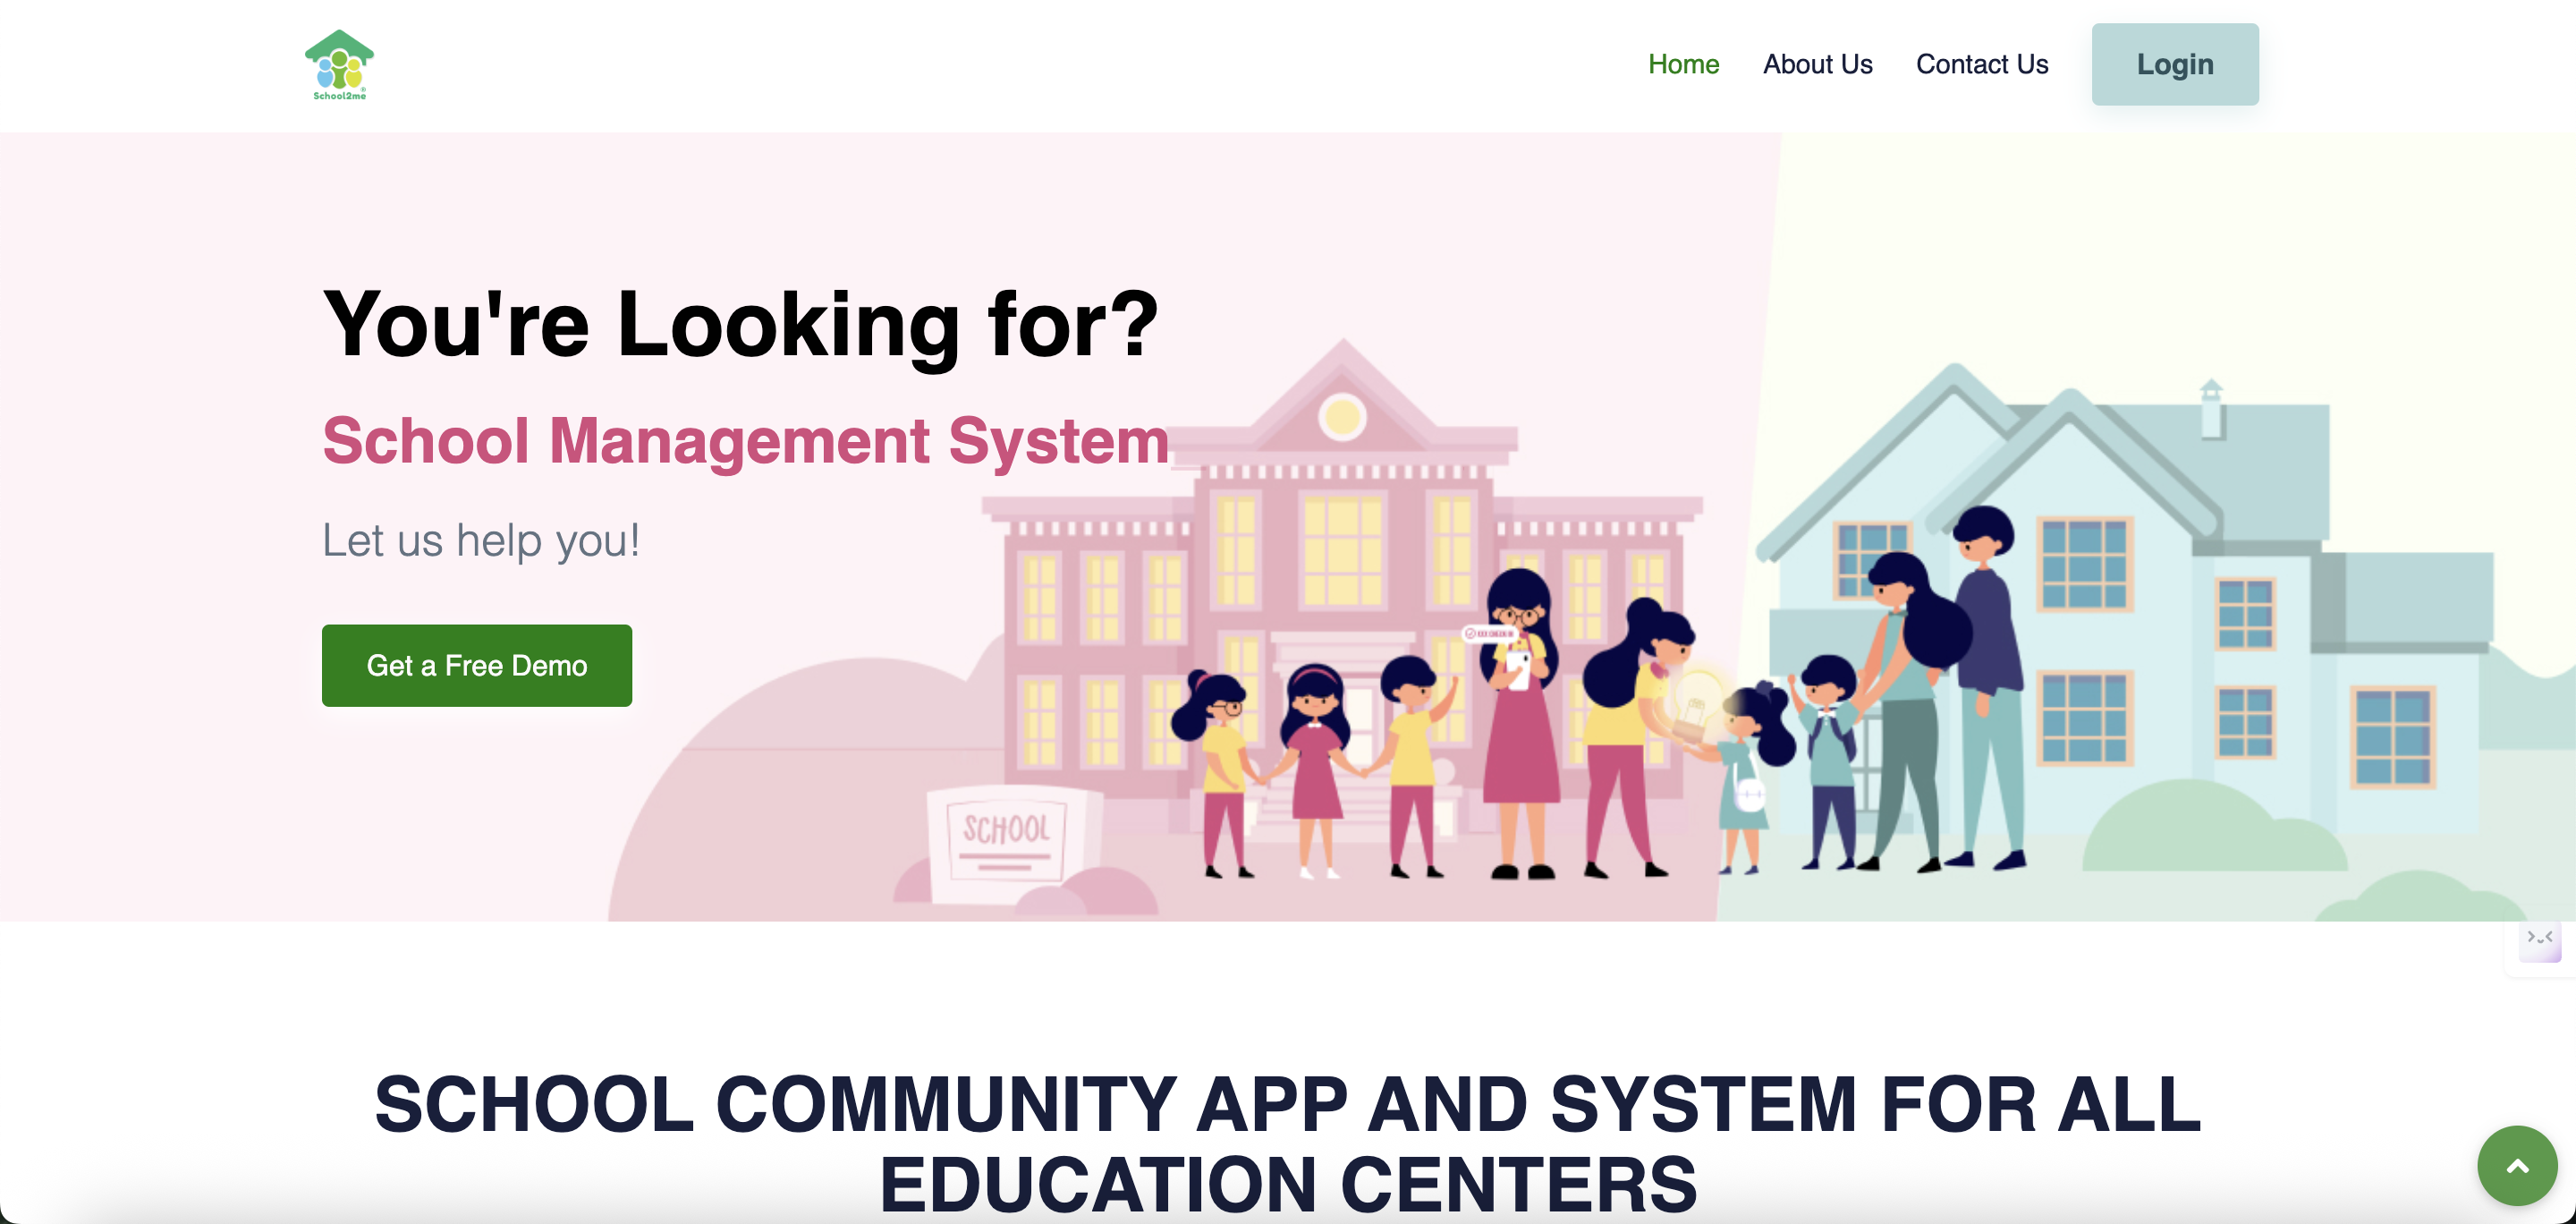 School2me
Home
About Us
Contact Us
Login
You're Looking for?
School Management System
Let us help you!
Get a Free Demo
SCHOOL
SCHOOL COMMUNITY APP AND SYSTEM FOR ALL
EDUCATION CENTERS